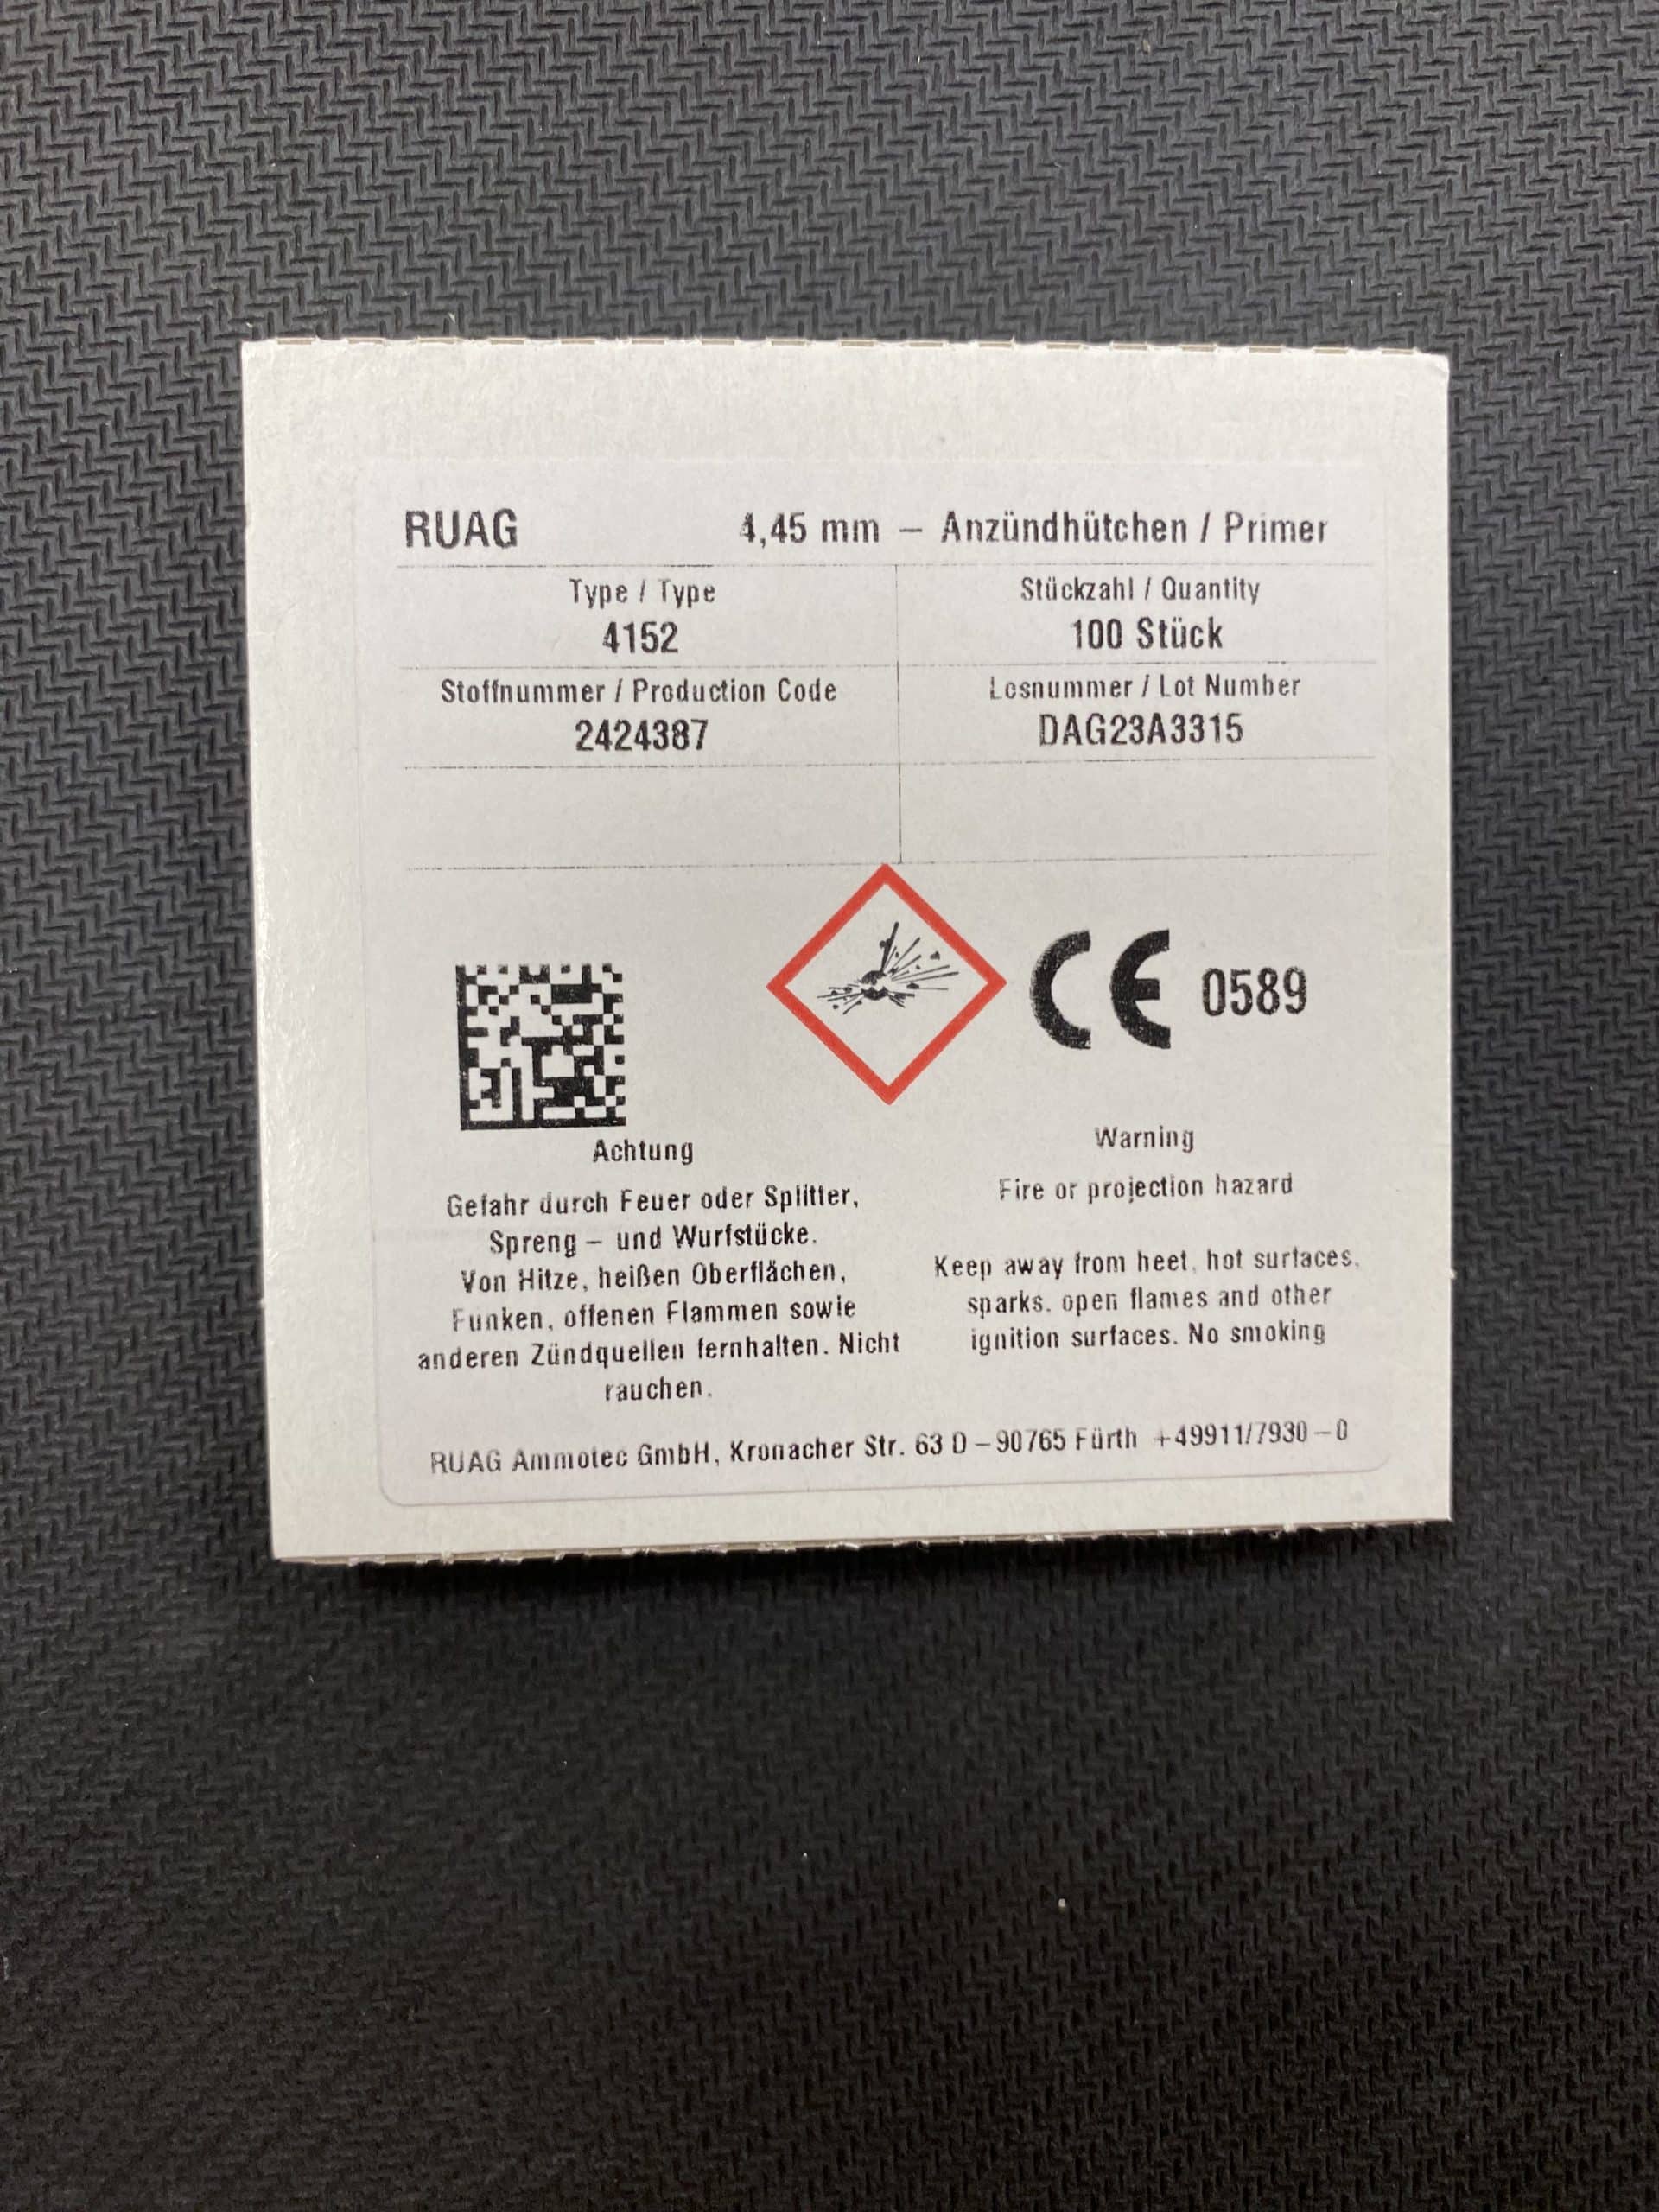 RUAG 4,45 mm – Anzündhütchen / Primer
Type / Type Stückzahl / Quantity
4152 100 Stück
Stoffnummer / Production Code Losnummer / Lot Number
2424387 DAG23A3315
CE 0589
Achtung
Gefahr durch Feuer oder Splitter,
Spreng – und Wurfstücke.
Von Hitze, heißen Oberflächen,
Funken, offenen Flammen sowie
anderen Zündquellen fernhalten. Nicht
rauchen.
Warning
Fire or projection hazard
Keep away from heet, hot surfaces,
sparks, open flames and other
ignition surfaces. No smoking
RUAG Ammotec GmbH, Kronacher Str. 63 D – 90765 Fürth +49911/7930 – 0